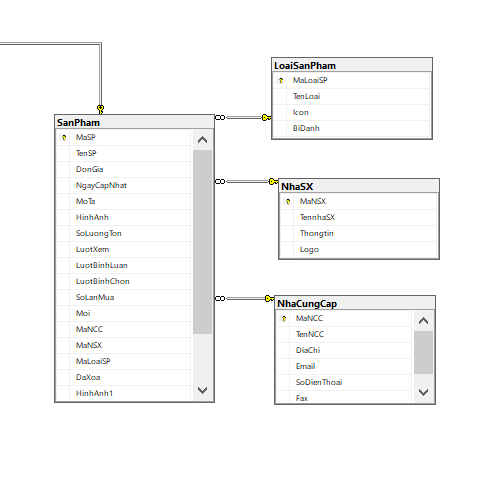 SanPham
MaSP
TenSP
DonGia
NgayCapNhat
MoTa
HinhAnh
SoLuongTon
LuotXem
LuotBinhLuan
LuotBinhChon
SoLanMua
Moi
MaNCC
MaNSX
MaLoaiSP
DaXoa
HinhAnh1
LoaiSanPham
MaLoaiSP
TenLoai
Icon
BiDanh
NhaSX
MaNSX
TennhaSX
Thongtin
Logo
NhaCungCap
MaNCC
TenNCC
DiaChi
Email
SoDienThoai
Fax